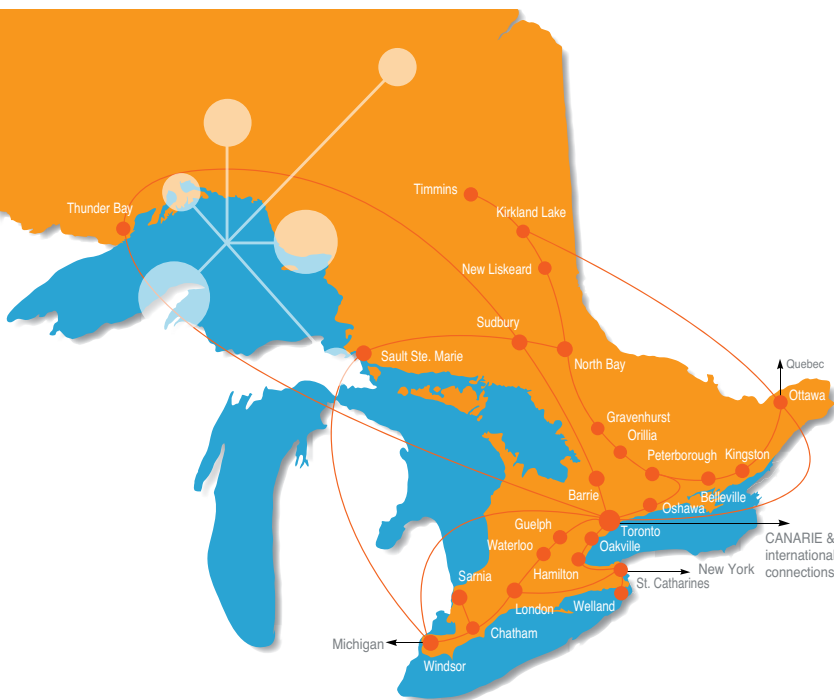 Timmins
Thunder Bay
Kirkland Lake
New Liskeard
Sudbury
Sault Ste. Marie
North Bay
Quebec
Ottawa
Gravenhurst
Orillia
Peterborough
Kingston
Barrie
Belleville
Oshawa
Guelph
Toronto
Waterloo
Oakville
CANARIE &
international
connections
Hamilton
New York
Sarnia
St. Catharines
London
Welland
Chatham
Michigan
Windsor